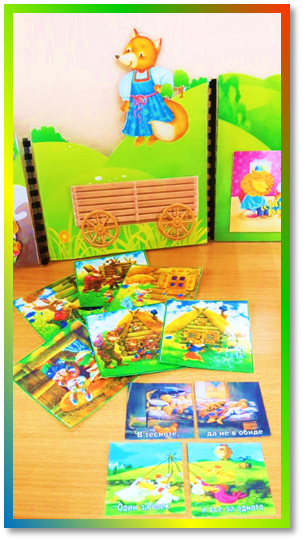 "В тесноте,
да не в обиде
Один за всех
и все за одного